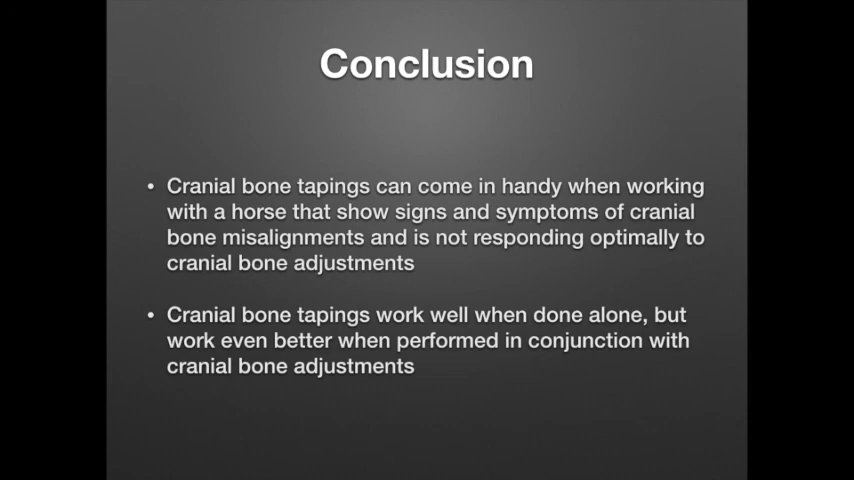 Conclusion
• Cranial bone tapings can come in handy when working
with a horse that show signs and symptoms of cranial
bone misalignments and is not responding optimally to
cranial bone adjustments
• Cranial bone tapings work well when done alone, but
work even better when performed in conjunction with
cranial bone adjustments